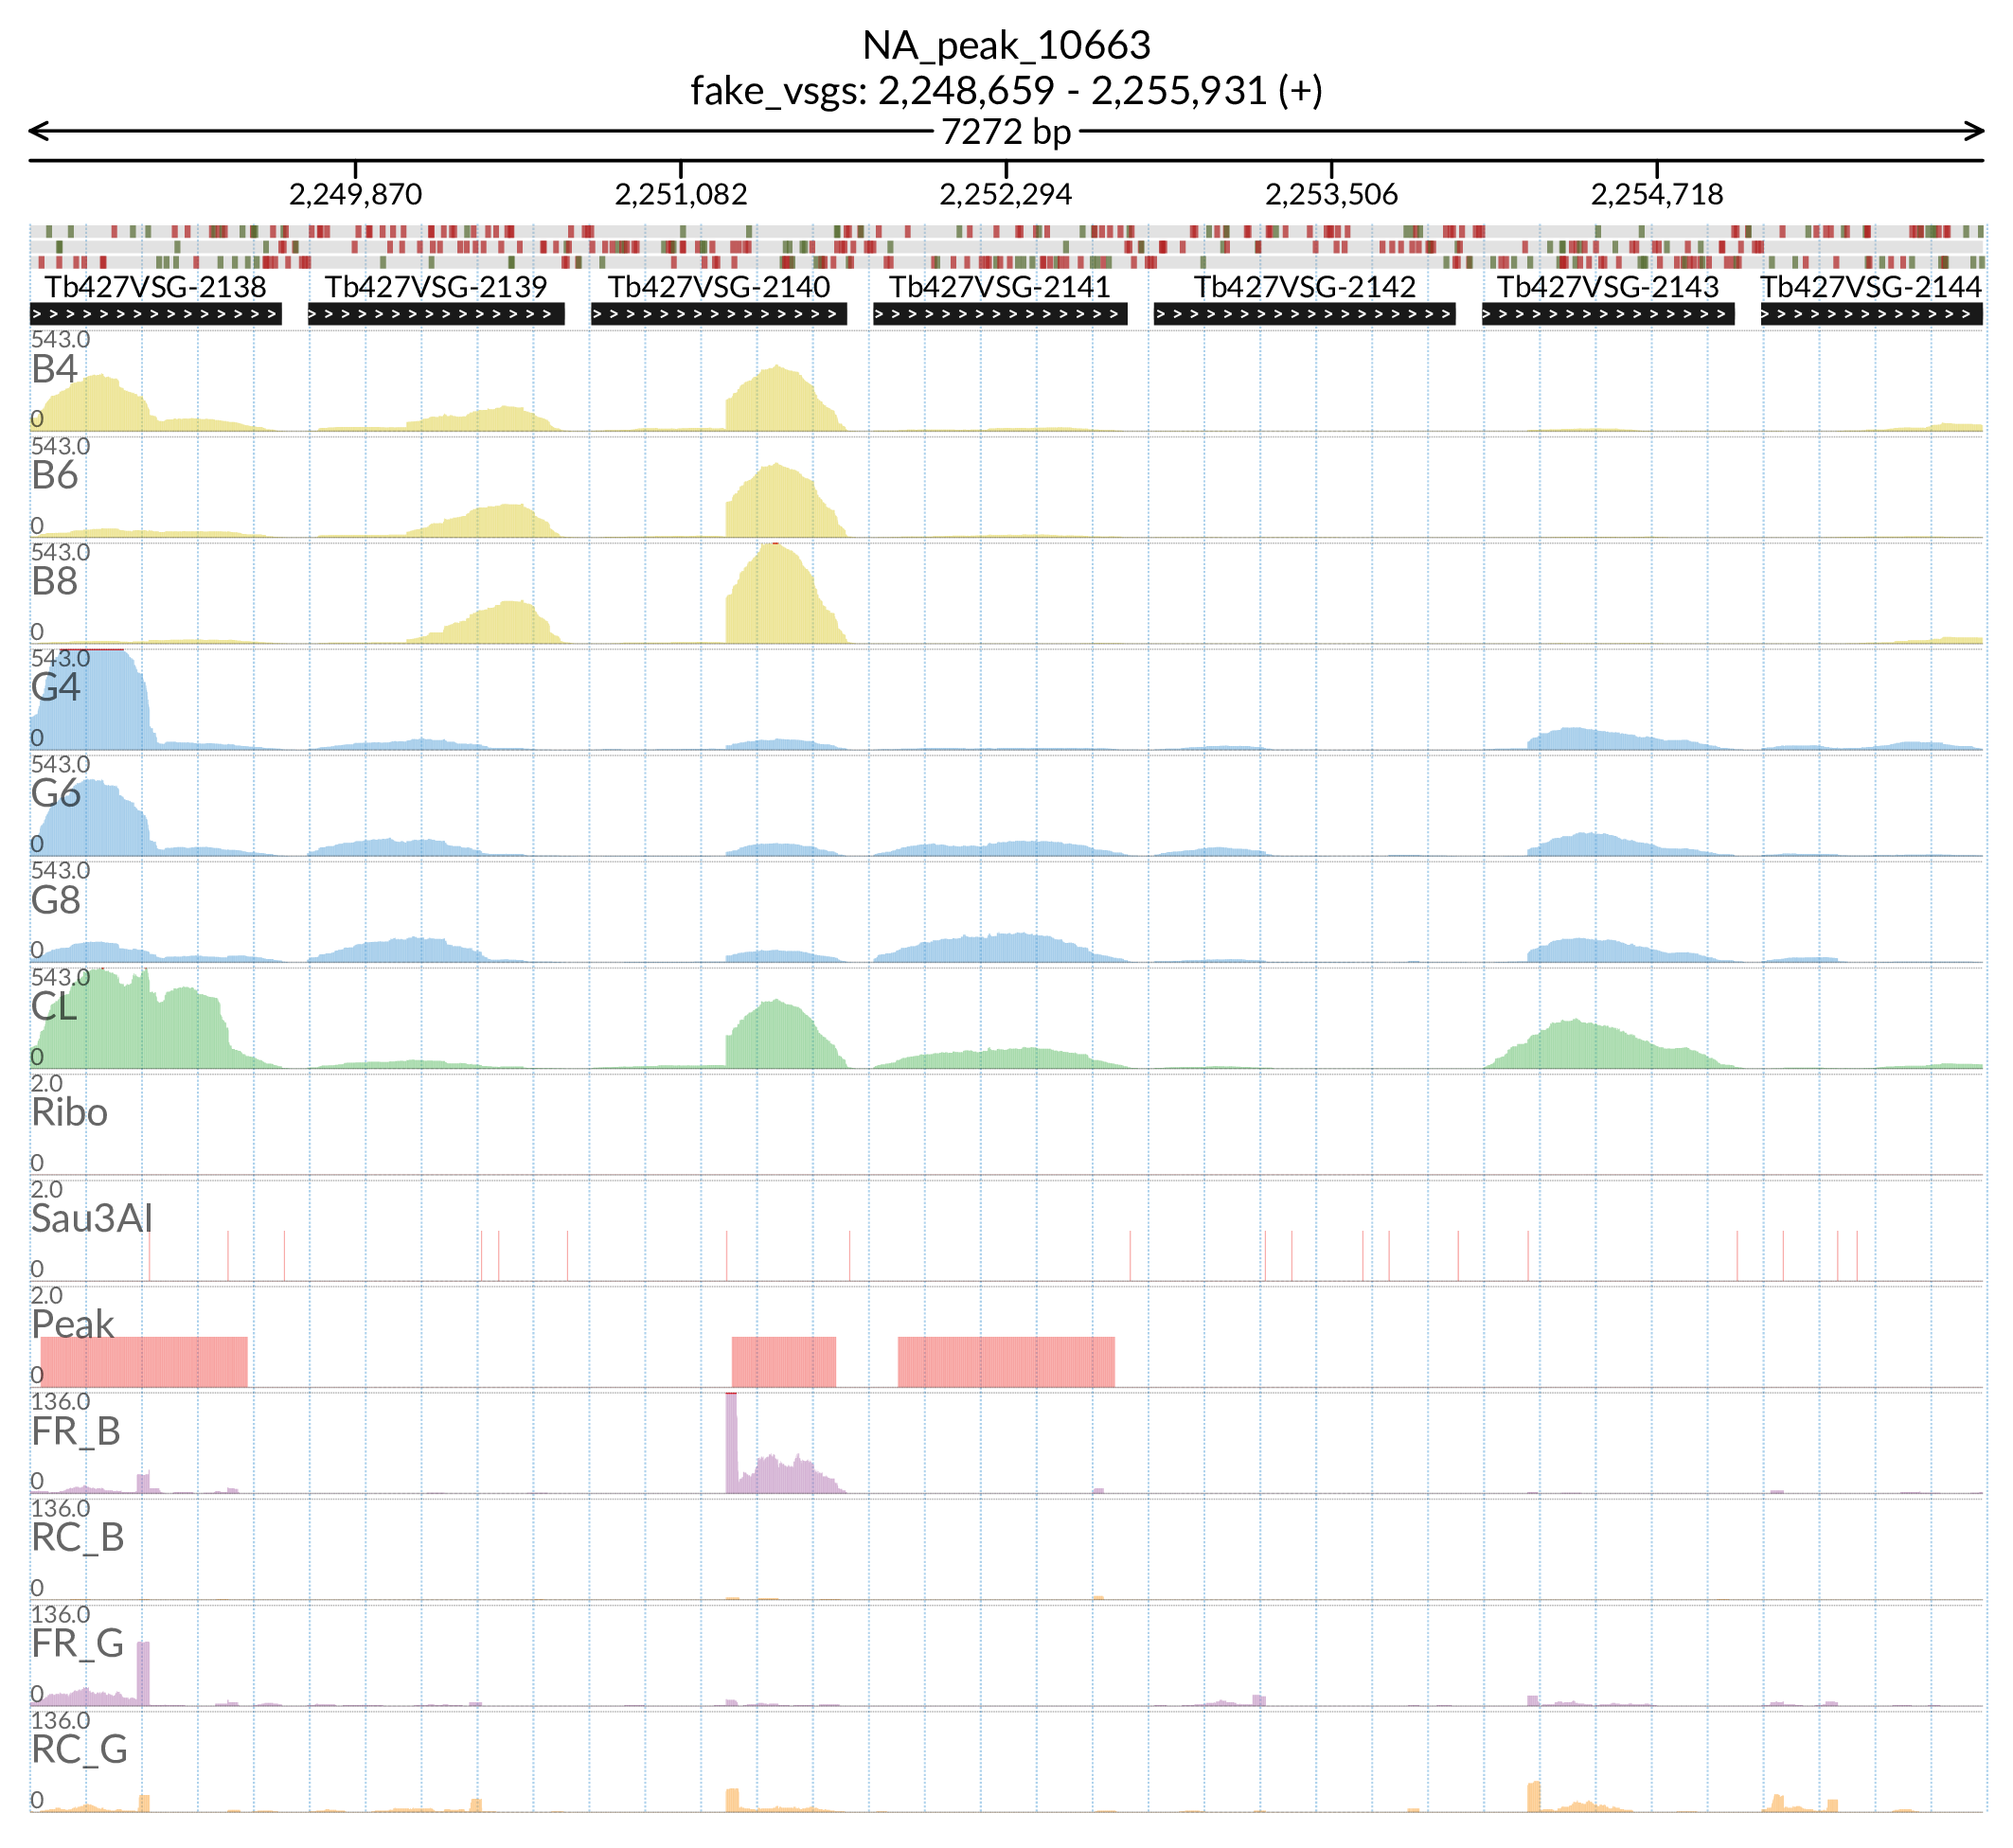 NA_peak_10663
fake_vsgs: 2,248,659 - 2,255,931 (+)
7272 bp
2,249,870 2,251,082 2,252,294 2,253,506 2,254,718
Tb427VSG-2138 Tb427VSG-2139 Tb427VSG-2140 Tb427VSG-2141 Tb427VSG-2142 Tb427VSG-2143 Tb427VSG-2144
543.0
B4
0
543.0
B6
0
543.0
B8
0
543.0
G4
0
543.0
G6
0
543.0
G8
0
543.0
CL
0
2.0
Ribo
0
2.0
Sau3AI
0
2.0
Peak
0
136.0
FR_B
0
136.0
RC_B
0
136.0
FR_G
0
136.0
RC_G
0